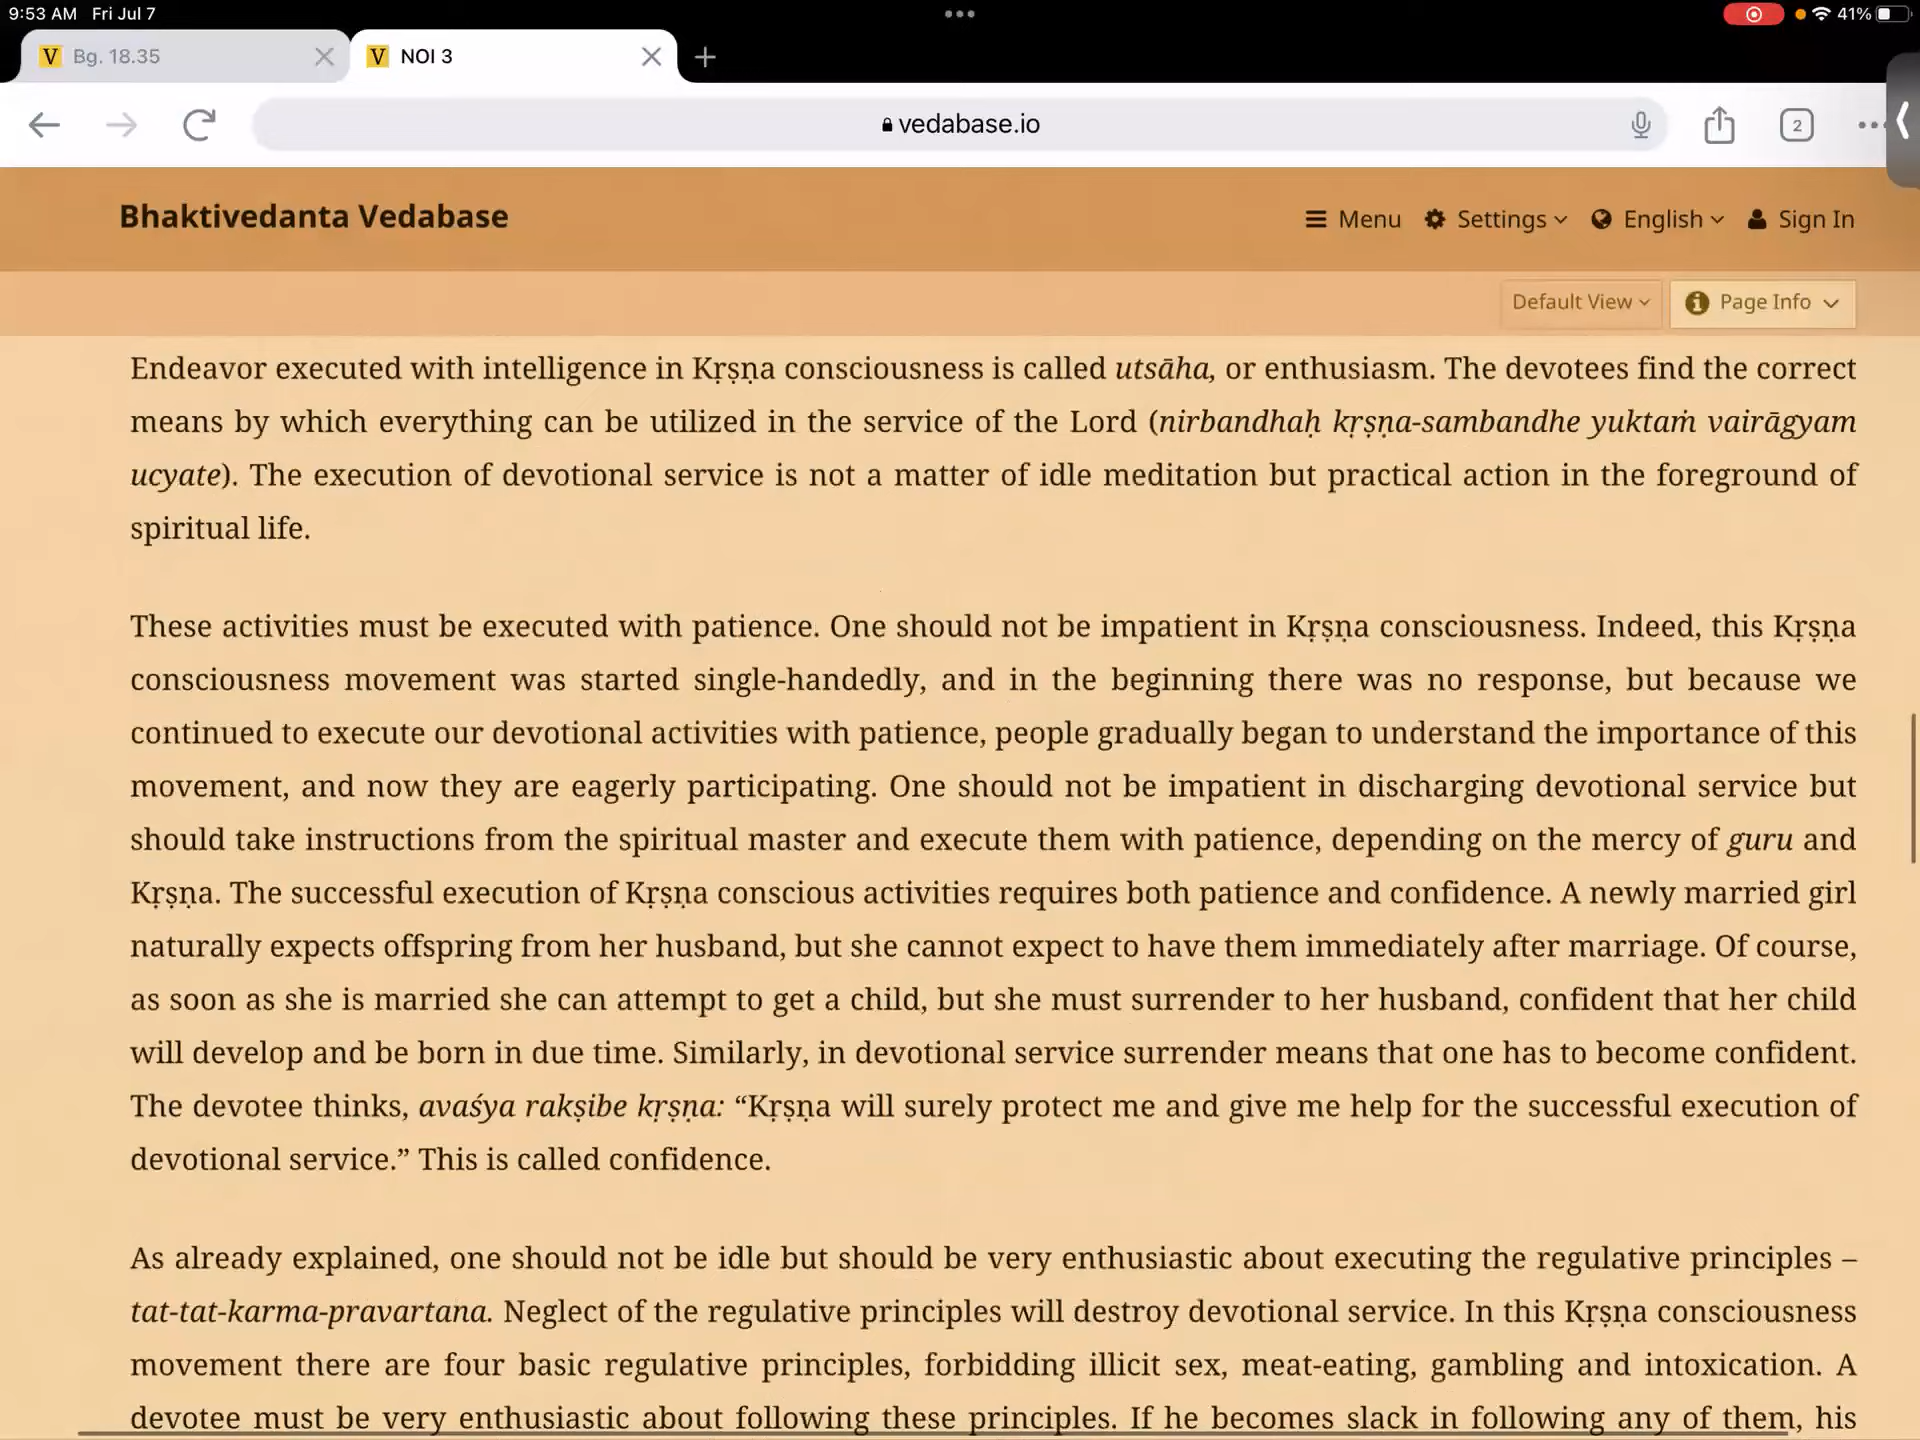 9:53 AM Fri Jul 7
41%
Bg. 18.35
NOI 3
vedabase.io
2
Bhaktivedanta Vedabase
Menu Settings English Sign In
Default View Page Info
Endeavor executed with intelligence in Kṛṣṇa consciousness is called utsāha, or enthusiasm. The devotees find the correct
means by which everything can be utilized in the service of the Lord (nirbandhaḥ kṛṣṇa-sambandhe yuktaṁ vairāgyam
ucyate). The execution of devotional service is not a matter of idle meditation but practical action in the foreground of
spiritual life.
These activities must be executed with patience. One should not be impatient in Kṛṣṇa consciousness. Indeed, this Kṛṣṇa
consciousness movement was started single-handedly, and in the beginning there was no response, but because we
continued to execute our devotional activities with patience, people gradually began to understand the importance of this
movement, and now they are eagerly participating. One should not be impatient in discharging devotional service but
should take instructions from the spiritual master and execute them with patience, depending on the mercy of guru and
Kṛṣṇa. The successful execution of Kṛṣṇa conscious activities requires both patience and confidence. A newly married girl
naturally expects offspring from her husband, but she cannot expect to have them immediately after marriage. Of course,
as soon as she is married she can attempt to get a child, but she must surrender to her husband, confident that her child
will develop and be born in due time. Similarly, in devotional service surrender means that one has to become confident.
The devotee thinks, avaśya rakṣibe kṛṣṇa: “Kṛṣṇa will surely protect me and give me help for the successful execution of
devotional service.” This is called confidence.
As already explained, one should not be idle but should be very enthusiastic about executing the regulative principles –
tat-tat-karma-pravartana. Neglect of the regulative principles will destroy devotional service. In this Kṛṣṇa consciousness
movement there are four basic regulative principles, forbidding illicit sex, meat-eating, gambling and intoxication. A
devotee must be very enthusiastic about following these principles. If he becomes slack in following any of them, his